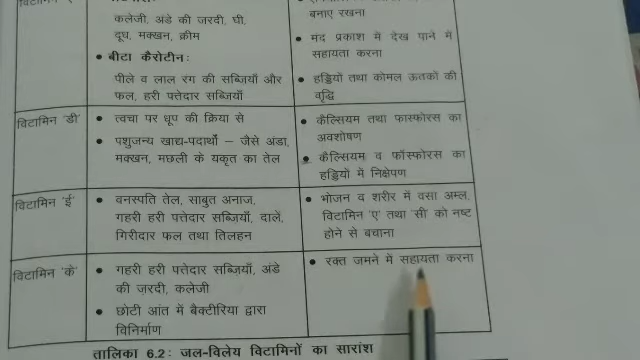 कलेजी, अंडे की जरदी, घी,
दूध, मक्खन, क्रीम
• बीटा कैरोटीन:
पीले व लाल रंग की सब्जियाँ और
फल, हरी पत्तेदार सब्जियाँ
बनाए रखना
• मंद प्रकाश में देख पाने में
सहायता करना
• हड्डियों तथा कोमल ऊतकों की
वृद्धि
विटामिन 'डी'
• त्वचा पर धूप की क्रिया से
• पशुजन्य खाद्य-पदार्थों – जैसे अंडा,
मक्खन, मछली के यकृत का तेल
• कैल्सियम तथा फास्फोरस का
अवशोषण
• कैल्सियम व फॉस्फोरस का
हड्डियों में निक्षेपण
विटामिन 'ई'
• वनस्पति तेल, साबुत अनाज,
गहरी हरी पत्तेदार सब्जियाँ, दालें,
गिरीदार फल तथा तिलहन
• भोजन व शरीर में वसा अम्ल,
विटामिन 'ए' तथा 'सी' को नष्ट
होने से बचाना
विटामिन 'के'
• गहरी हरी पत्तेदार सब्जियाँ, अंडे
की ज़रदी, कलेजी
• छोटी आंत में बैक्टीरिया द्वारा
विनिर्माण
• रक्त जमने में सहायता करना
तालिका 6.2: जल-विलेय विटामिनों का सारांश